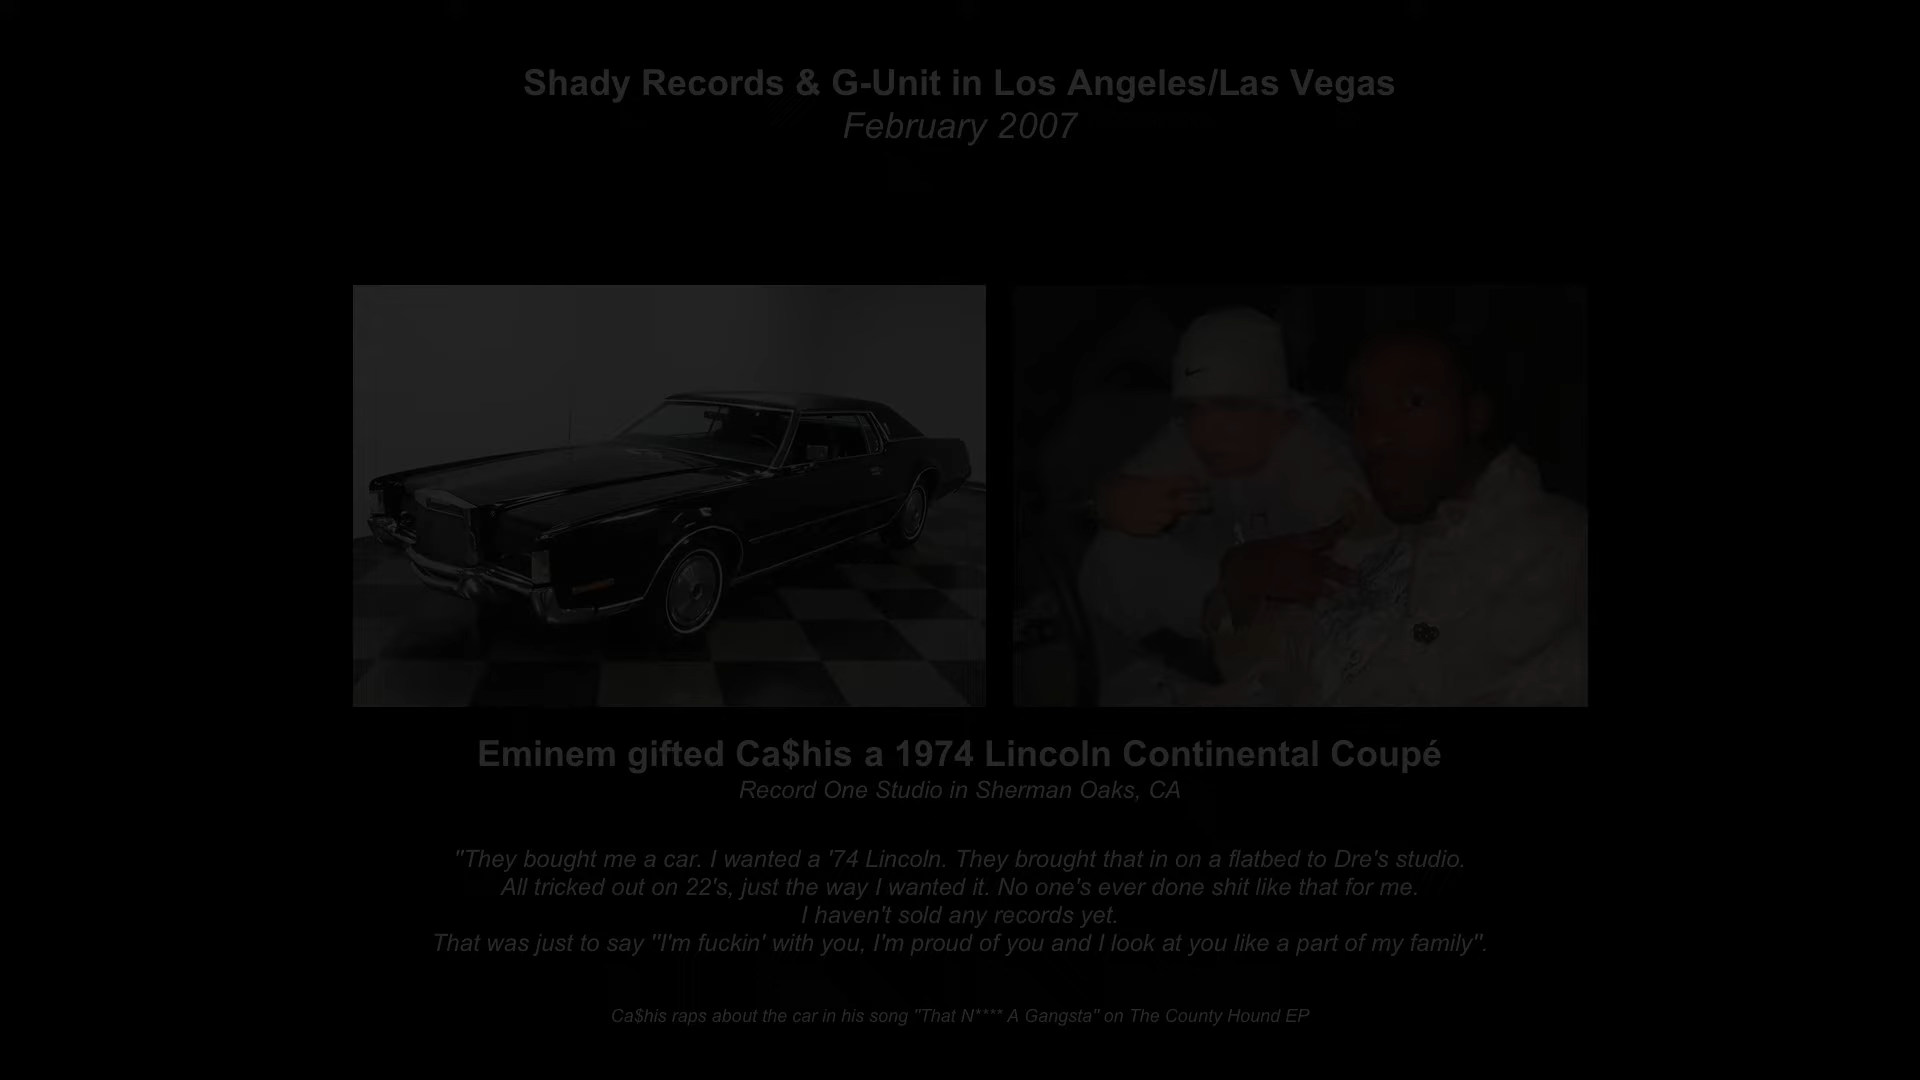 Shady Records & G-Unit in Los Angeles/Las Vegas
February 2007
Eminem gifted Ca$his a 1974 Lincoln Continental Coupé
Record One Studio in Sherman Oaks, CA
"They bought me a car. I wanted a '74 Lincoln. They brought that in on a flatbed to Dre's studio.
All tricked out on 22's, just the way I wanted it. No one's ever done shit like that for me.
I haven't sold any records yet.
That was just to say "I'm fuckin' with you, I'm proud of you and I look at you like a part of my family".
Ca$his raps about the car in his song "That N**** A Gangsta" on The County Hound EP